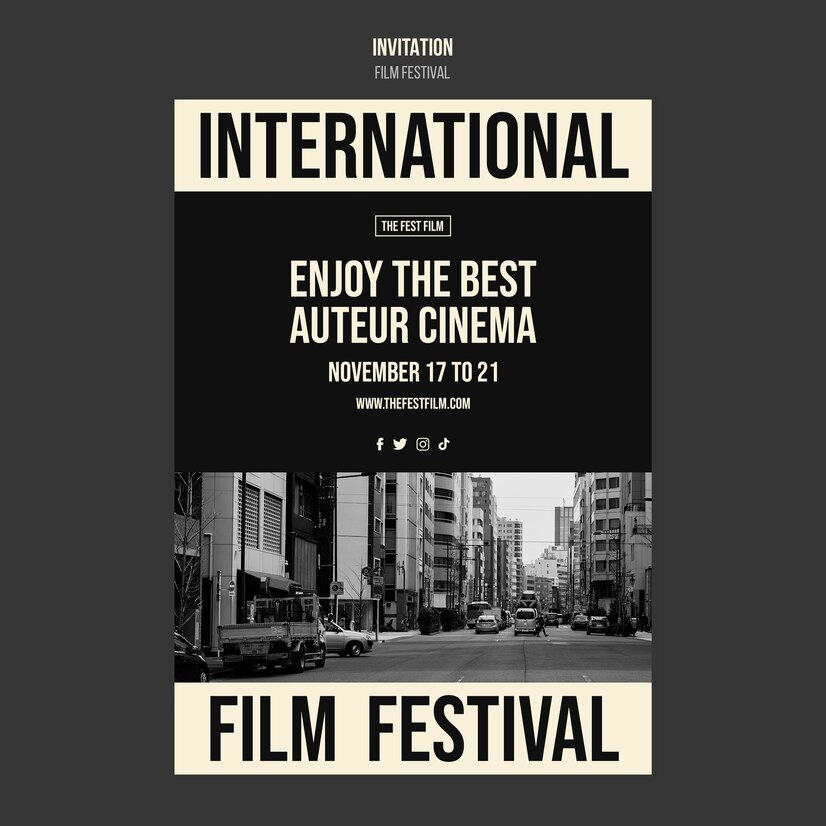 INVITATION
FILM FESTIVAL
INTERNATIONAL
THE FEST FILM
ENJOY THE BEST
AUTEUR CINEMA
NOVEMBER 17 TO 21
WWW.THEFESTFILM.COM
FILM FESTIVAL